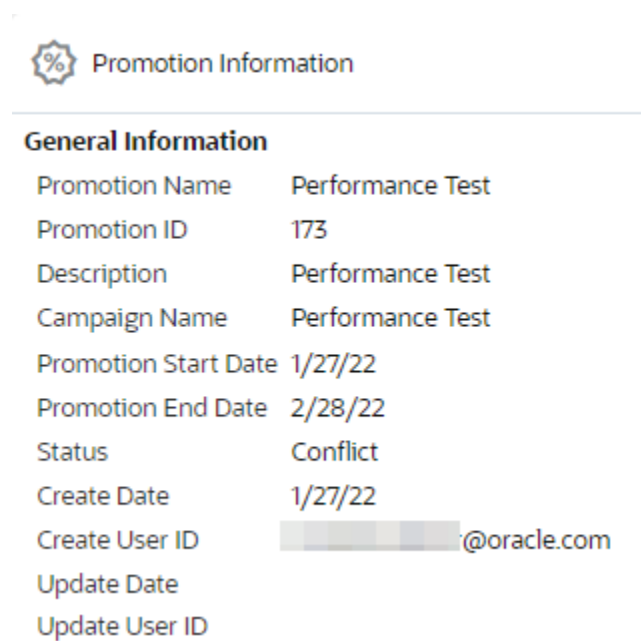 Promotion Information
General Information
Promotion Name Performance Test
Promotion ID 173
Description Performance Test
Campaign Name Performance Test
Promotion Start Date 1/27/22
Promotion End Date 2/28/22
Status Conflict
Create Date 1/27/22
Create User ID @oracle.com
Update Date
Update User ID